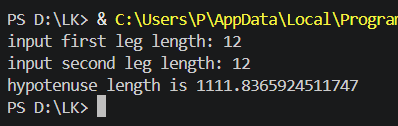 PS D:\LK> & C:\Users\P\AppData\Local\Program
input first leg length: 12
input second leg length: 12
hypotenuse length is 1111.8365924511747
PS D:\LK>